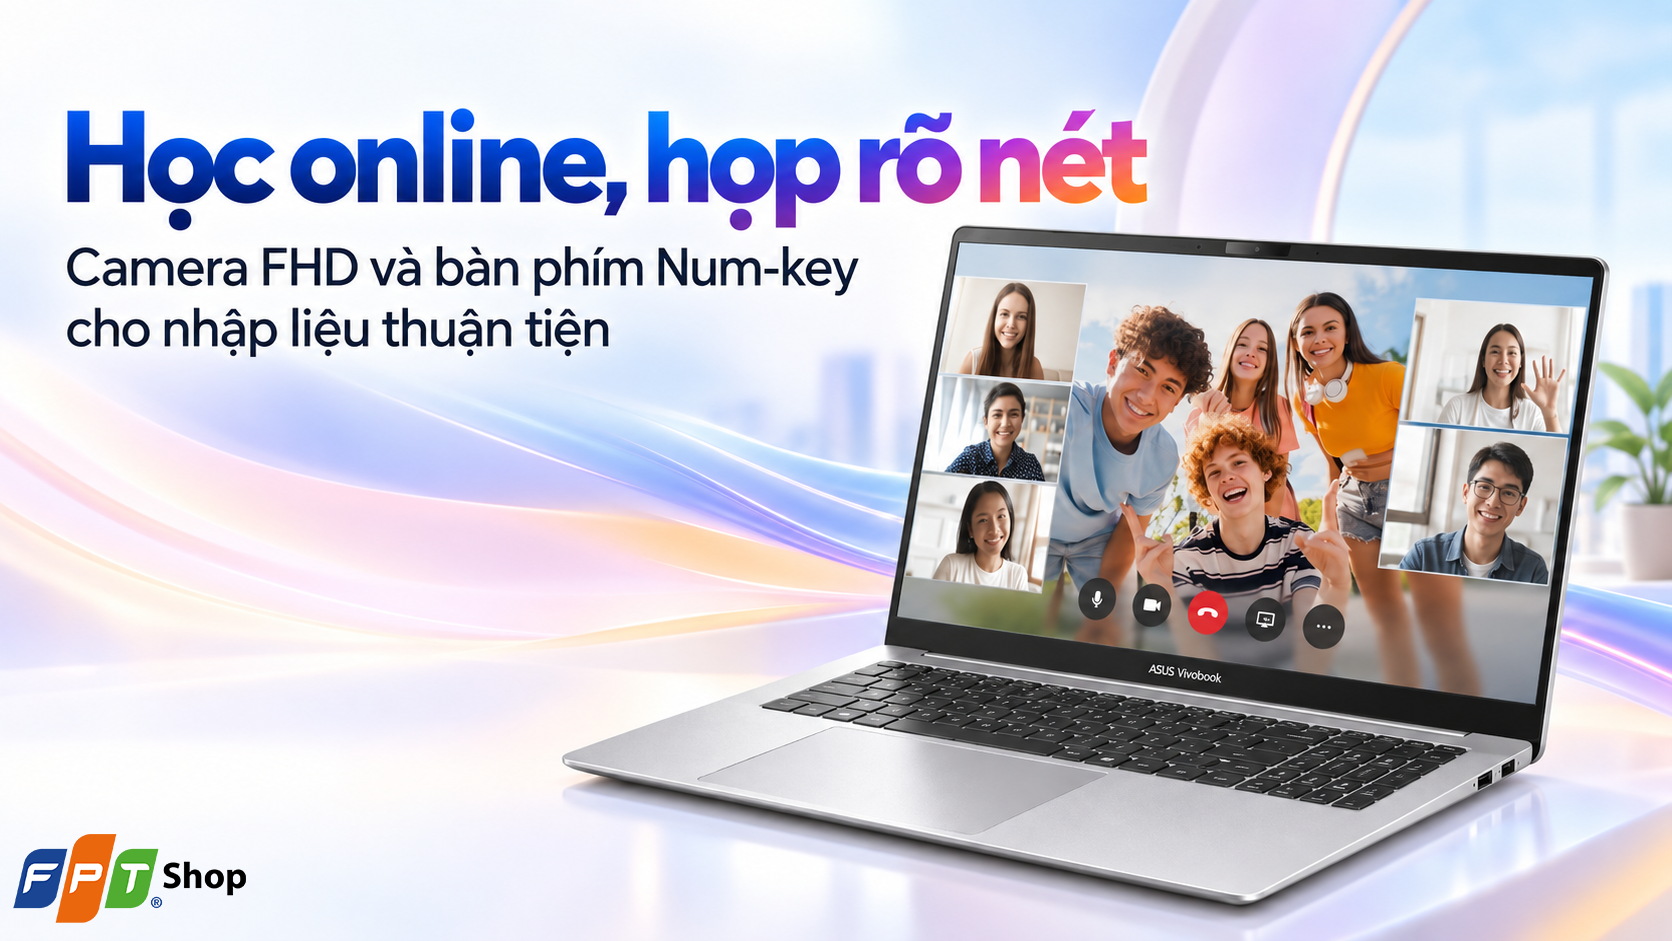 Học online, họp rõ nét
Camera FHD và bàn phím Num-key
cho nhập liệu thuận tiện
ASUS Vivobook
FPT® Shop